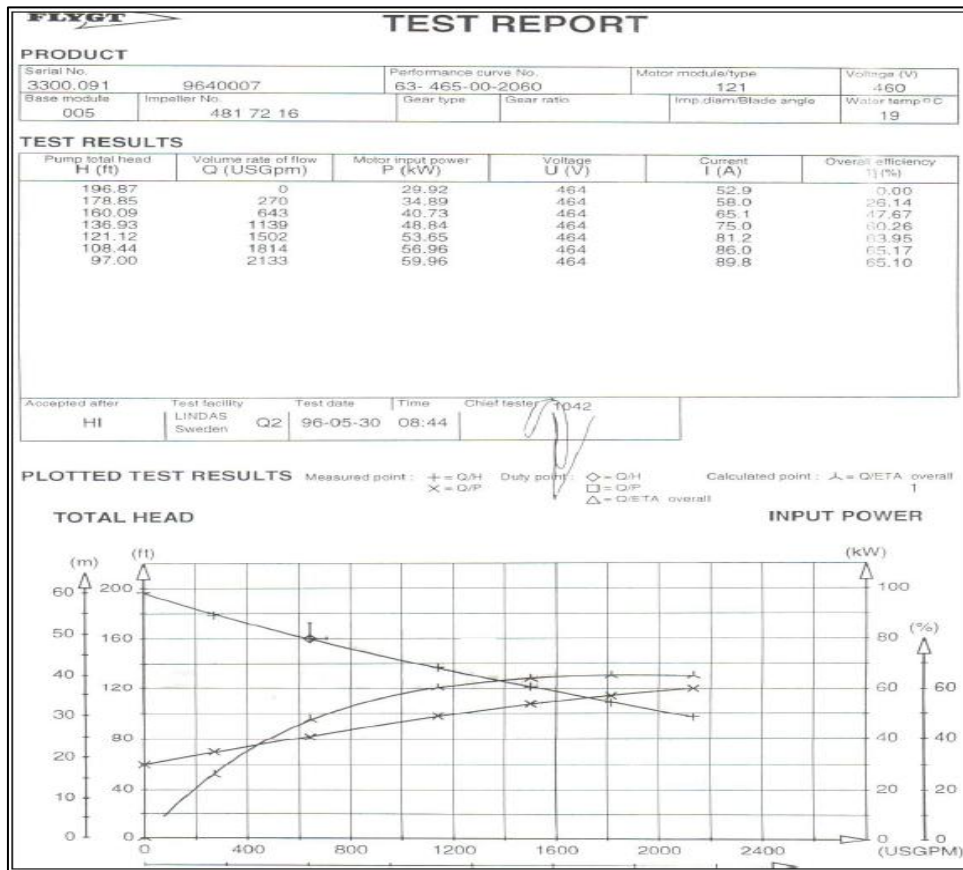 FLYGT TEST REPORT
PRODUCT
Serial No. Performance curve No. Motor module/type Voltage (V)
3300.091 9640007 63- 465-00-2060 121 460
Base module Impeller No. Gear type Gear ratio Imp.diam/Blade angle Water temp °C
005 481 72 16 19
TEST RESULTS
Pump total head Volume rate of flow Motor input power Voltage Current Overall efficiency
H (ft) Q (USGpm) P (kW) U (V) I (A) η (%)
196.87 0 29.92 464 52.9 0.00
178.85 270 34.89 464 58.0 26.14
160.09 643 40.73 464 65.1 47.67
136.93 1139 48.84 464 75.0 60.26
121.12 1502 53.65 464 81.2 63.95
108.44 1814 56.96 464 86.0 65.17
97.00 2133 59.96 464 89.8 65.10
Accepted after Test facility Test date Time Chief tester 1042
HI LINDAS Sweden Q2 96-05-30 08:44
PLOTTED TEST RESULTS Measured point : + = Q/H Duty point : ◇ = Q/H Calculated point : ⅄ = Q/ETA overall
× = Q/P □ = Q/P 1
△ = Q/ETA overall
TOTAL HEAD INPUT POWER
(m) (ft) (kW)
60 200 100
50 160 80 (%)
40 120 60 60
30
20 80 40 40
10 40 20 20
0 0 0 0
0 400 800 1200 1600 2000 2400 (USGPM)